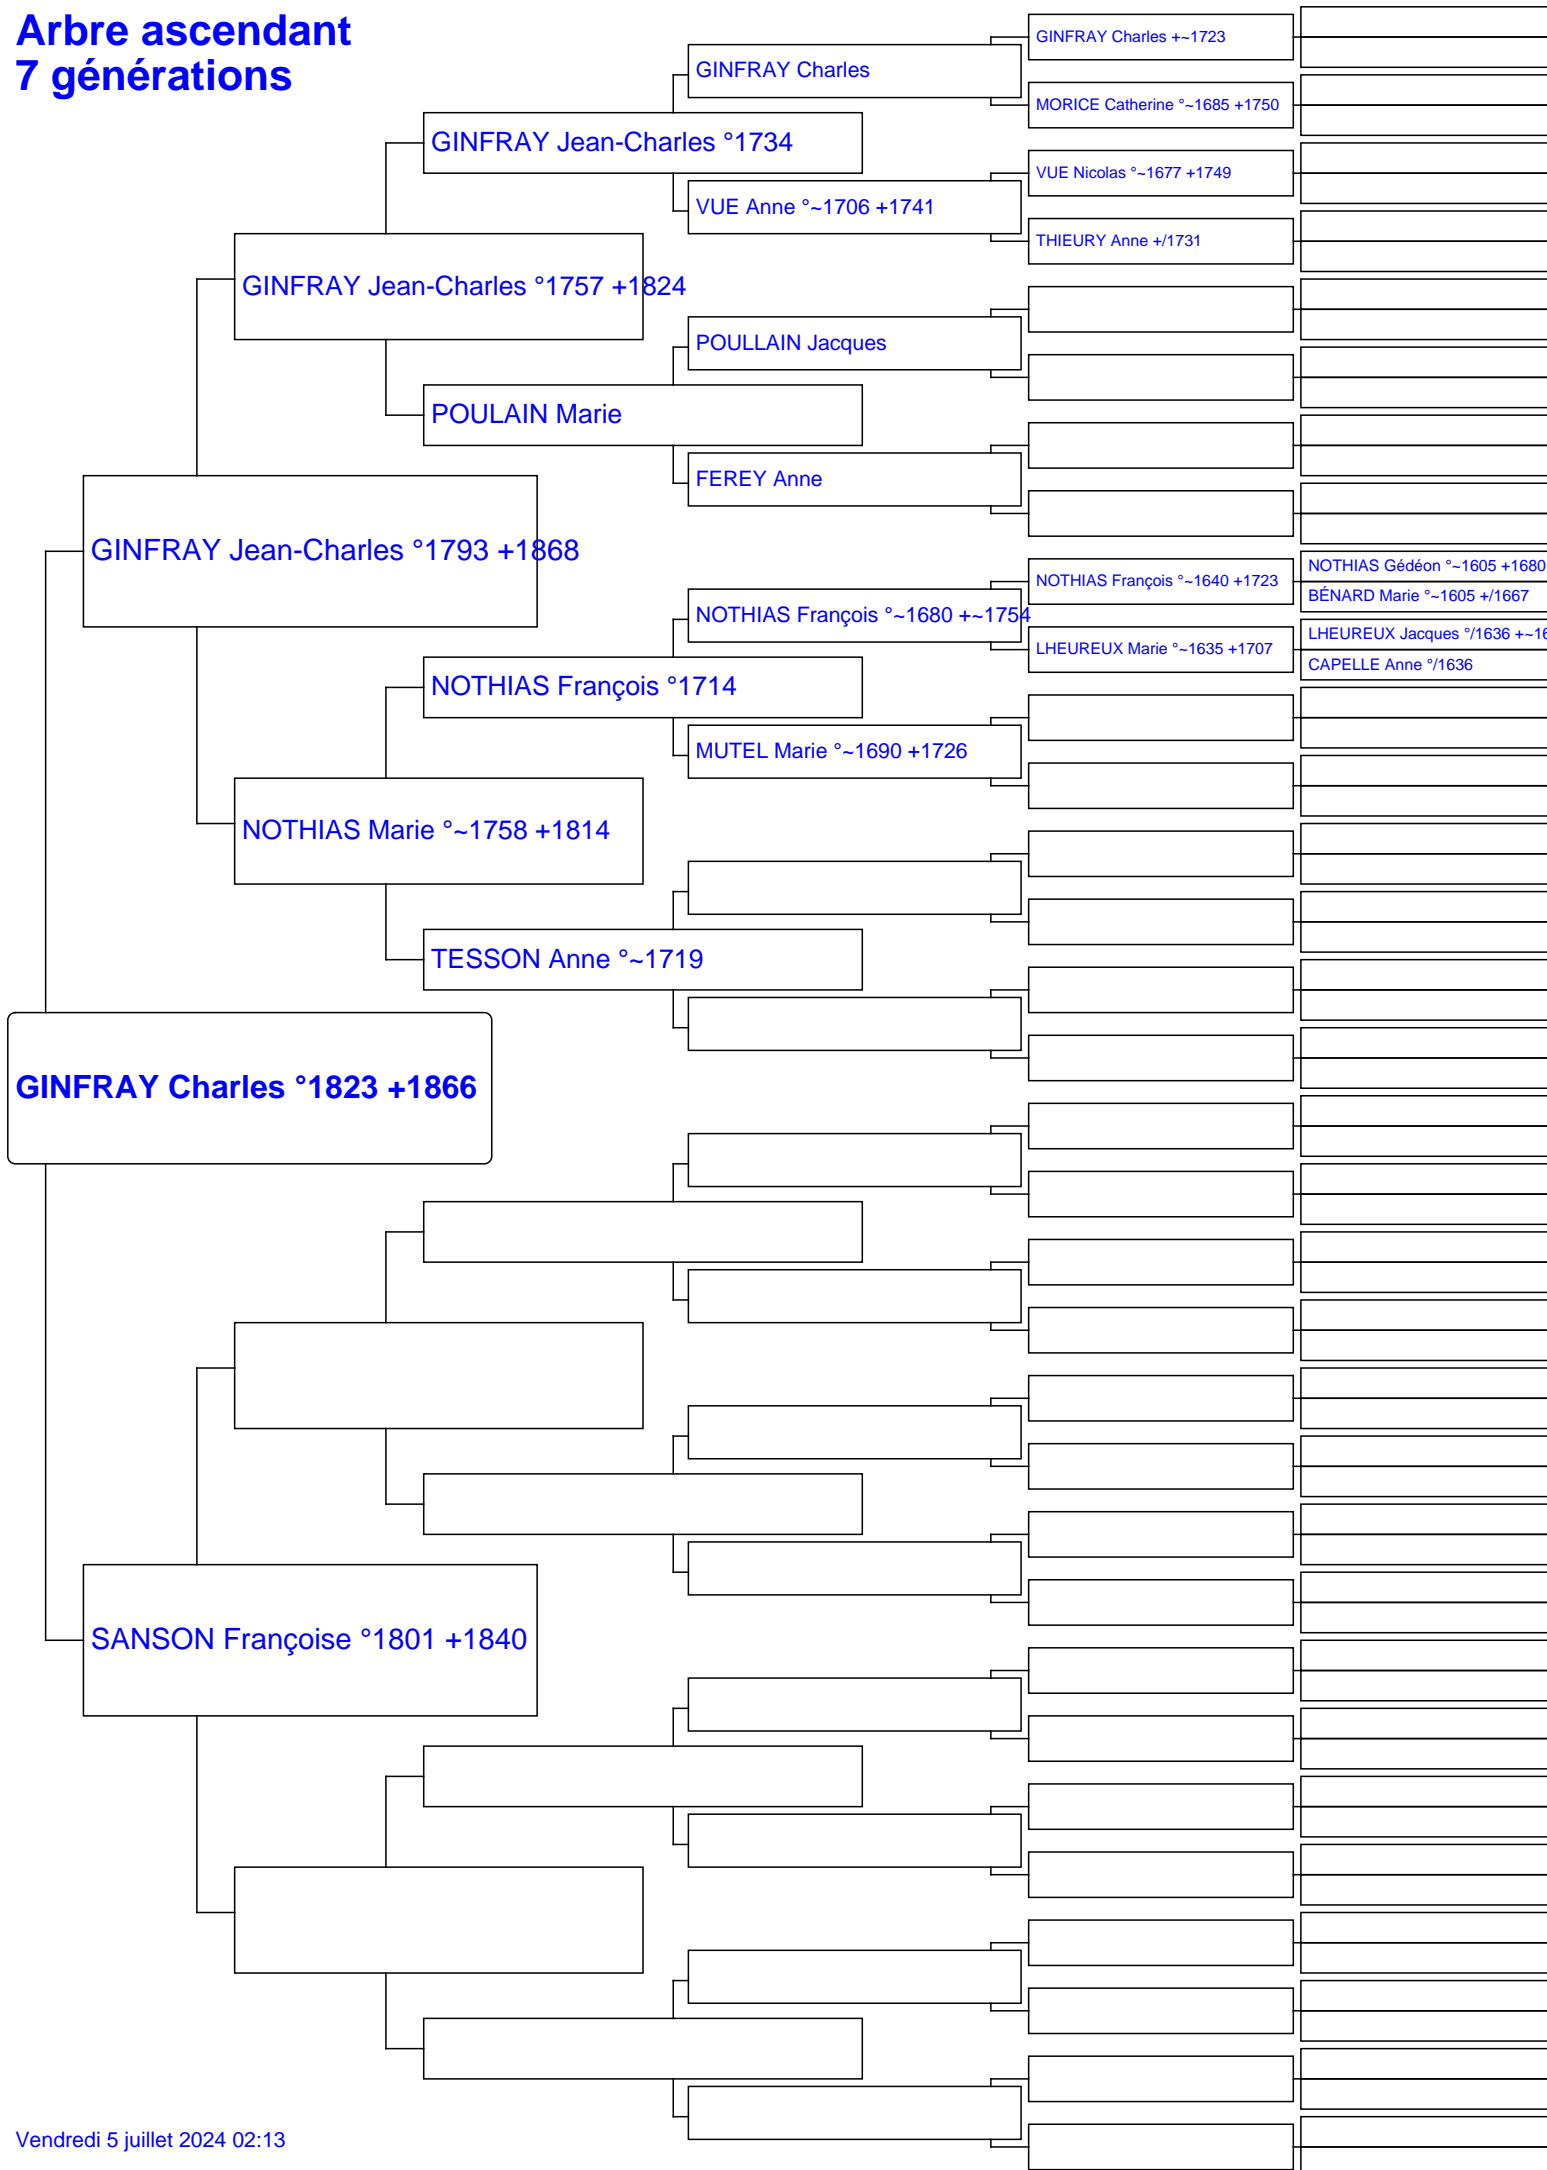 Arbre ascendant
7 générations
GINFRAY Charles +~1723
GINFRAY Charles
MORICE Catherine °~1685 +1750
GINFRAY Jean-Charles °1734
VUE Nicolas °~1677 +1749
VUE Anne °~1706 +1741
THIEURY Anne +/1731
GINFRAY Jean-Charles °1757 +1824
POULLAIN Jacques
POULAIN Marie
FEREY Anne
GINFRAY Jean-Charles °1793 +1868
NOTHIAS Gédéon °~1605 +1680
NOTHIAS François °~1640 +1723
BÉNARD Marie °~1605 +/1667
NOTHIAS François °~1680 +~1754
LHEUREUX Jacques °/1636 +~16
LHEUREUX Marie °~1635 +1707
CAPELLE Anne °/1636
NOTHIAS François °1714
MUTEL Marie °~1690 +1726
NOTHIAS Marie °~1758 +1814
TESSON Anne °~1719
GINFRAY Charles °1823 +1866
SANSON Françoise °1801 +1840
Vendredi 5 juillet 2024 02:13